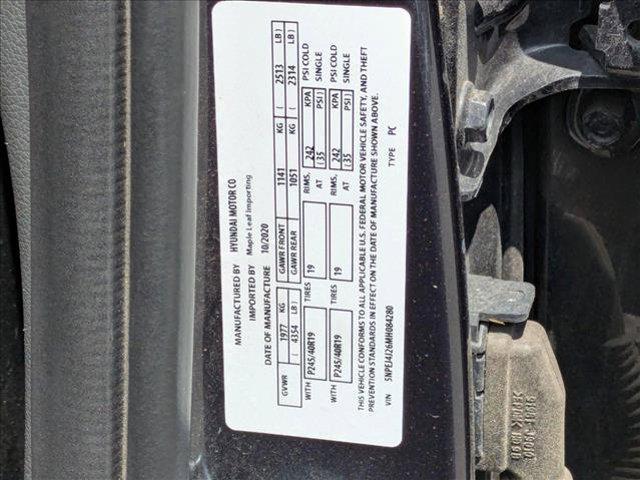 MANUFACTURED BY HYUNDAI MOTOR CO
IMPORTED BY Maple Leaf Importing
DATE OF MANUFACTURE 10/2020
GVWR 1977 KG GAWR FRONT 1141 KG ( 2513 LB )
( 4354 LB ) GAWR REAR 1051 KG ( 2314 LB )
WITH P245/40R19 TIRES 19 RIMS, 242 KPA PSI COLD
AT (35 PSI ) SINGLE
WITH P245/40R19 TIRES 19 RIMS, 242 KPA PSI COLD
AT (35 PSI ) SINGLE
THIS VEHICLE CONFORMS TO ALL APPLICABLE U.S. FEDERAL MOTOR VEHICLE SAFETY, AND THEFT
PREVENTION STANDARDS IN EFFECT ON THE DATE OF MANUFACTURE SHOWN ABOVE.
VIN 5NPEJ4J26MH084280 TYPE PC